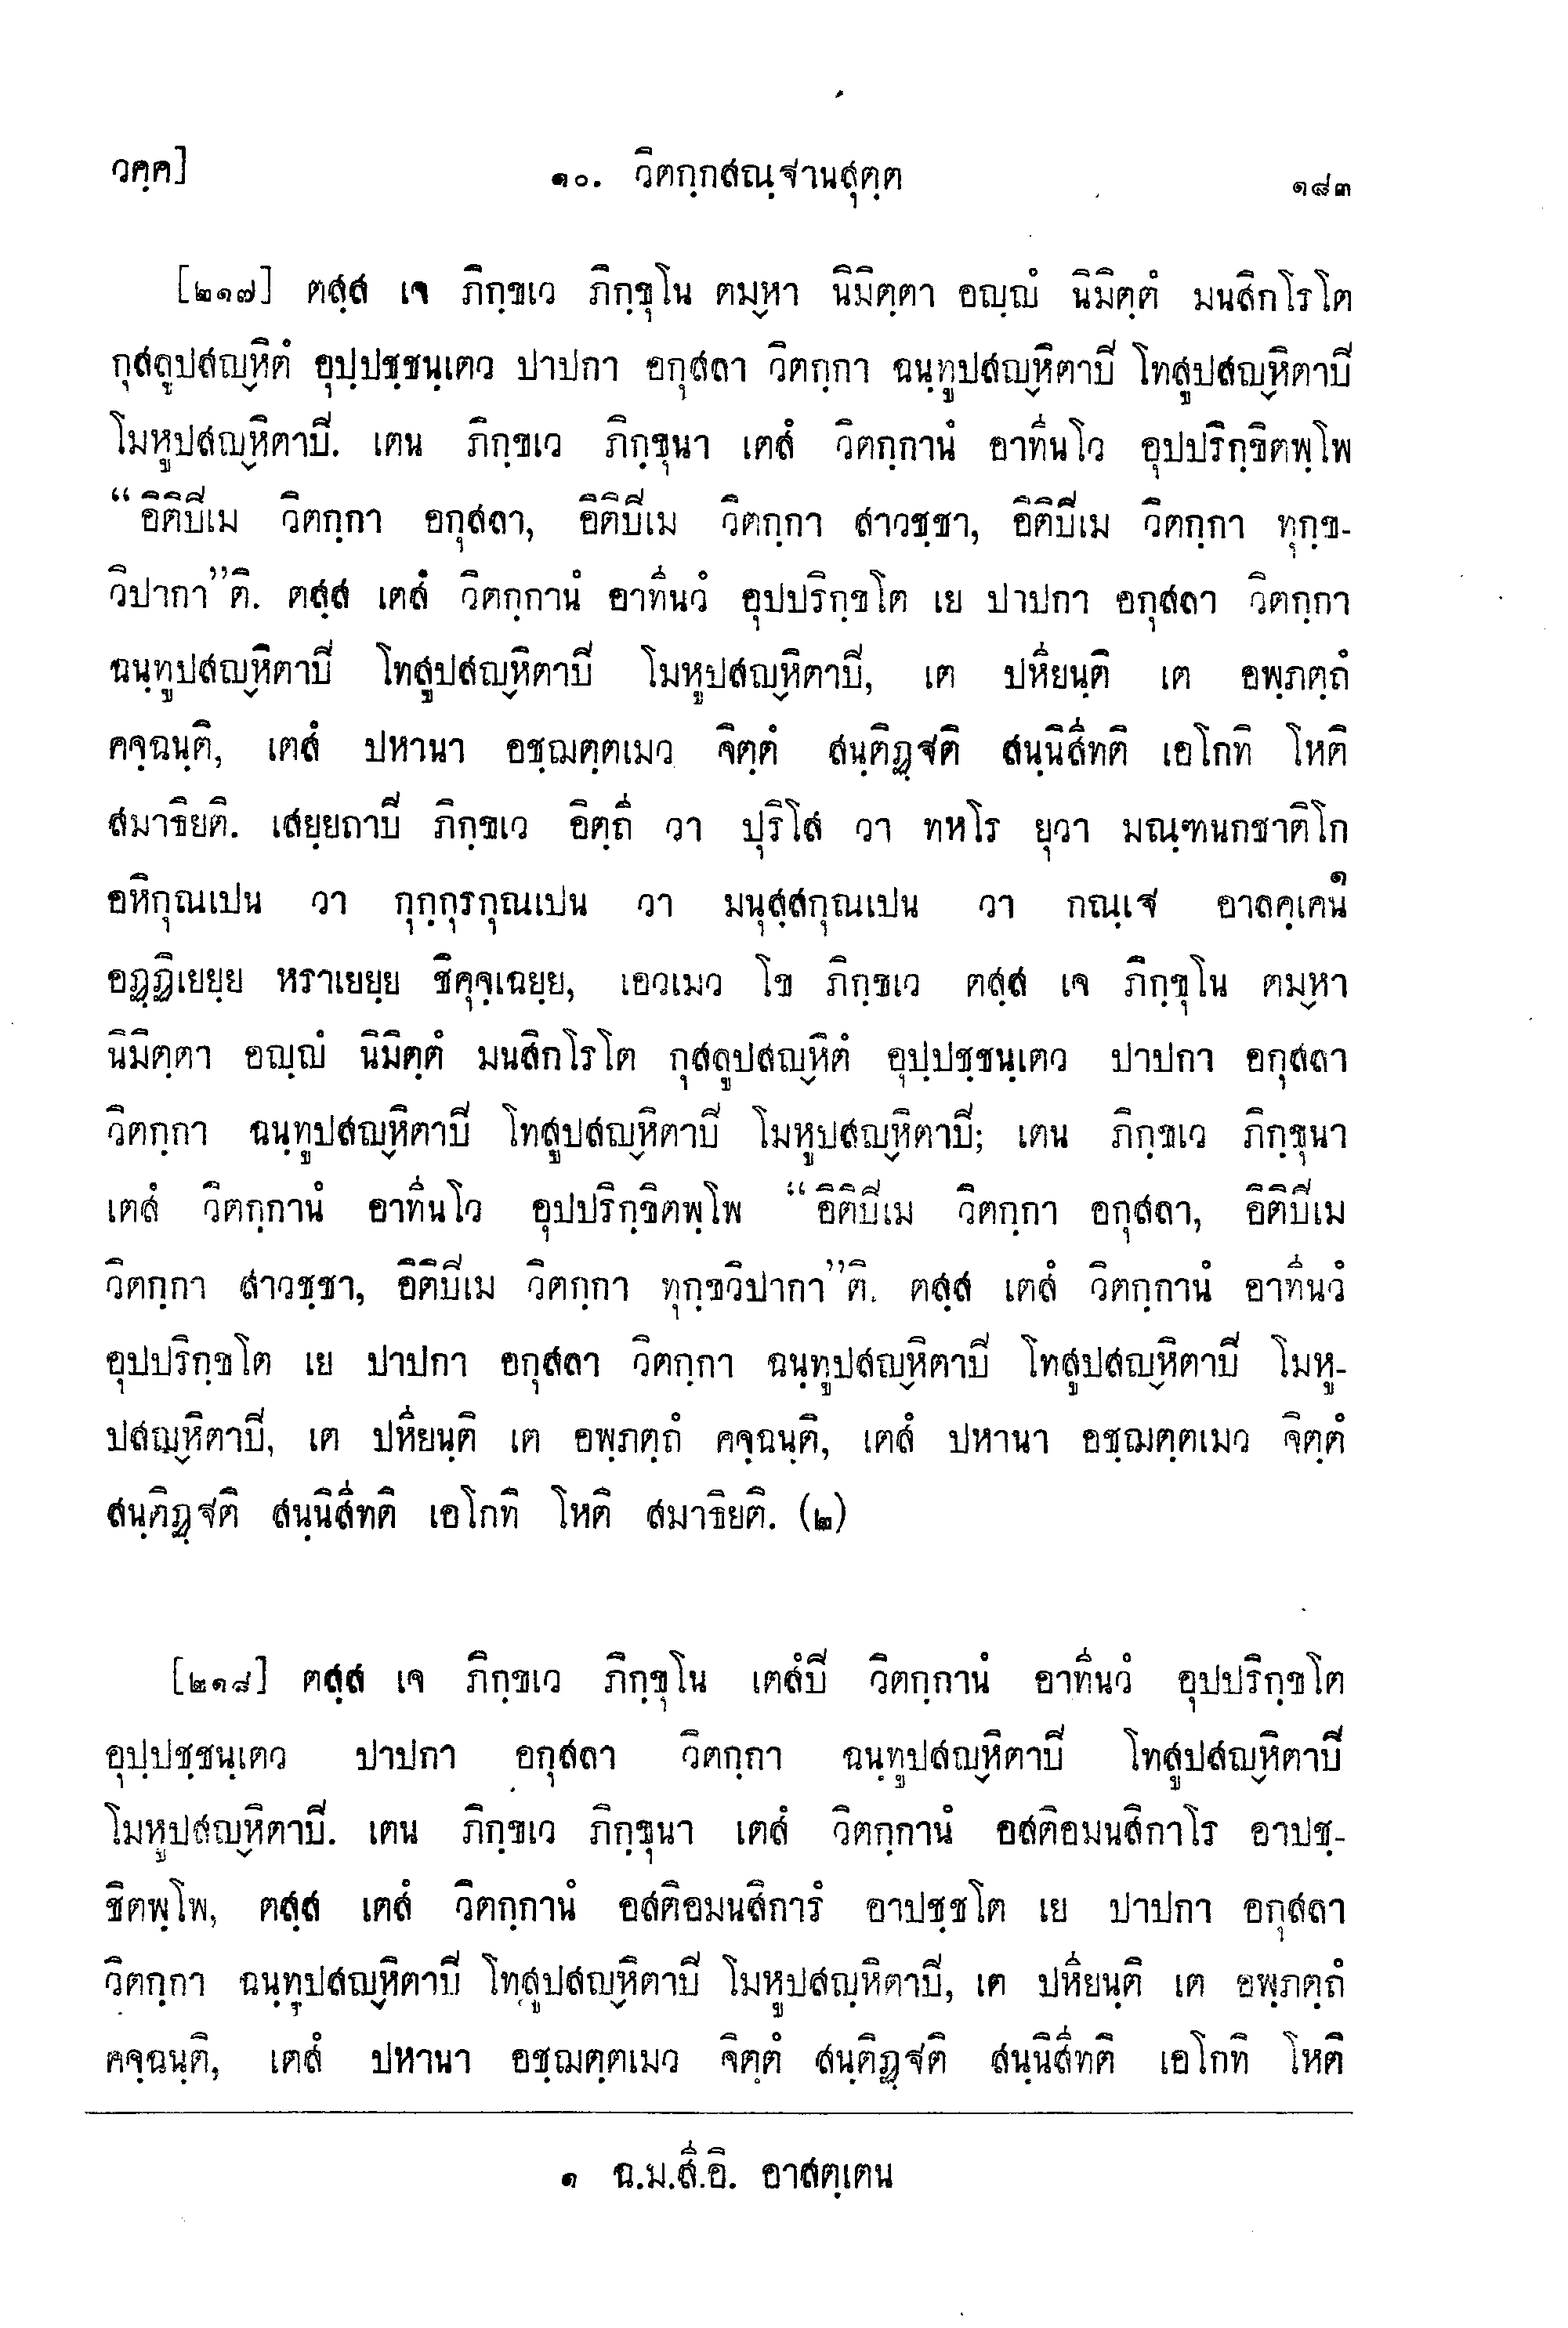 วคฺค]
๑๐. วิตกฺกสณฺฐานสุตฺต
๑๘๓
[๒๑๗] ตสฺส เจ ภิกฺขเว ภิกฺขุโน ตมฺหา นิมิตฺตา อญฺญํ นิมิตฺตํ มนสิกโรโต
กุสลูปสญฺหิตํ อุปฺปชฺชนฺเตว ปาปกา อกุสลา วิตกฺกา ฉนฺทูปสญฺหิตาปิ โทสูปสญฺหิตาปิ
โมหูปสญฺหิตาปิ. เตน ภิกฺขเว ภิกฺขุนา เตสํ วิตกฺกานํ อาทีนโว อุปปริกฺขิตพฺโพ
“อิติปิเม วิตกฺกา อกุสลา, อิติปิเม วิตกฺกา สาวชฺชา, อิติปิเม วิตกฺกา ทุกฺข-
วิปากา”ติ. ตสฺส เตสํ วิตกฺกานํ อาทีนวํ อุปปริกฺขโต เย ปาปกา อกุสลา วิตกฺกา
ฉนฺทูปสญฺหิตาปิ โทสูปสญฺหิตาปิ โมหูปสญฺหิตาปิ, เต ปหียนฺติ เต อพฺภตฺถํ
คจฺฉนฺติ, เตสํ ปหานา อชฺฌตฺตเมว จิตฺตํ สนฺติฏฺฐติ สนฺนิสีทติ เอโกทิ โหติ
สมาธิยติ. เสยฺยถาปิ ภิกฺขเว อิตฺถี วา ปุริโส วา ทหโร ยุวา มณฺฑนกชาติโก
อหิกุณเปน วา กุกฺกุรกุณเปน วา มนุสฺสกุณเปน วา กณฺเฐ อาลคฺเคน๑
อฏฺฏิเยยฺย หราเยยฺย ชิคุจฺเฉยฺย, เอวเมว โข ภิกฺขเว ตสฺส เจ ภิกฺขุโน ตมฺหา
นิมิตฺตา อญฺญํ นิมิตฺตํ มนสิกโรโต กุสลูปสญฺหิตํ อุปฺปชฺชนฺเตว ปาปกา อกุสลา
วิตกฺกา ฉนฺทูปสญฺหิตาปิ โทสูปสญฺหิตาปิ โมหูปสญฺหิตาปิ; เตน ภิกฺขเว ภิกฺขุนา
เตสํ วิตกฺกานํ อาทีนโว อุปปริกฺขิตพฺโพ “อิติปิเม วิตกฺกา อกุสลา, อิติปิเม
วิตกฺกา สาวชฺชา, อิติปิเม วิตกฺกา ทุกฺขวิปากา”ติ. ตสฺส เตสํ วิตกฺกานํ อาทีนวํ
อุปปริกฺขโต เย ปาปกา อกุสลา วิตกฺกา ฉนฺทูปสญฺหิตาปิ โทสูปสญฺหิตาปิ โมหู-
ปสญฺหิตาปิ, เต ปหียนฺติ เต อพฺภตฺถํ คจฺฉนฺติ, เตสํ ปหานา อชฺฌตฺตเมว จิตฺตํ
สนฺติฏฺฐติ สนฺนิสีทติ เอโกทิ โหติ สมาธิยติ. (๒)
[๒๑๘] ตสฺส เจ ภิกฺขเว ภิกฺขุโน เตสํปิ วิตกฺกานํ อาทีนวํ อุปปริกฺขโต
อุปฺปชฺชนฺเตว ปาปกา อกุสลา วิตกฺกา ฉนฺทูปสญฺหิตาปิ โทสูปสญฺหิตาปิ
โมหูปสญฺหิตาปิ. เตน ภิกฺขเว ภิกฺขุนา เตสํ วิตกฺกานํ อสติอมนสิกาโร อาปชฺ-
ชิตพฺโพ, ตสฺส เตสํ วิตกฺกานํ อสติอมนสิการํ อาปชฺชโต เย ปาปกา อกุสลา
วิตกฺกา ฉนฺทูปสญฺหิตาปิ โทสูปสญฺหิตาปิ โมหูปสญฺหิตาปิ, เต ปหียนฺติ เต อพฺภตฺถํ
คจฺฉนฺติ, เตสํ ปหานา อชฺฌตฺตเมว จิตฺตํ สนฺติฏฺฐติ สนฺนิสีทติ เอโกทิ โหติ
๑ ฉ.ม.สี.อิ. อาสตฺเตน